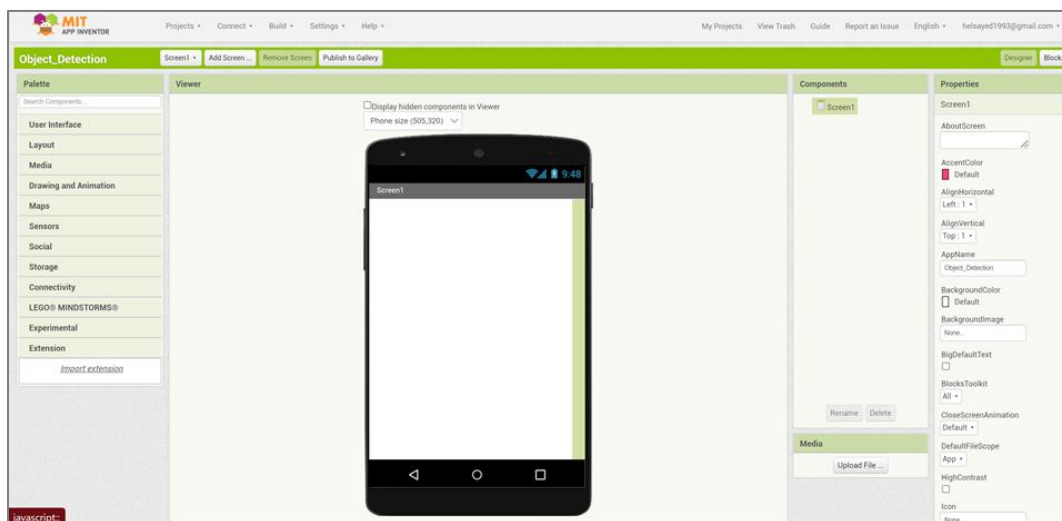 MIT
APP INVENTOR
Projects
Connect
Build
Settings
Help
My Projects
View Trash
Guide
Report an Issue
English
helsayed1993@gmail.com
Object_Detection
Screen1
Add Screen ...
Remove Screen
Publish to Gallery
Designer
Block
Palette
Search Components...
User Interface
Layout
Media
Drawing and Animation
Maps
Sensors
Social
Storage
Connectivity
LEGO® MINDSTORMS®
Experimental
Extension
Import extension
Viewer
Display hidden components in Viewer
Phone size (505,320)
9:48
Screen1
Components
Screen1
Rename
Delete
Media
Upload File ...
Properties
Screen1
AboutScreen
AccentColor
Default
AlignHorizontal
Left : 1
AlignVertical
Top : 1
AppName
Object_Detection
BackgroundColor
Default
BackgroundImage
None...
BigDefaultText
BlocksToolkit
All
CloseScreenAnimation
Default
DefaultFileScope
App
HighContrast
Icon
None...
javascript:;